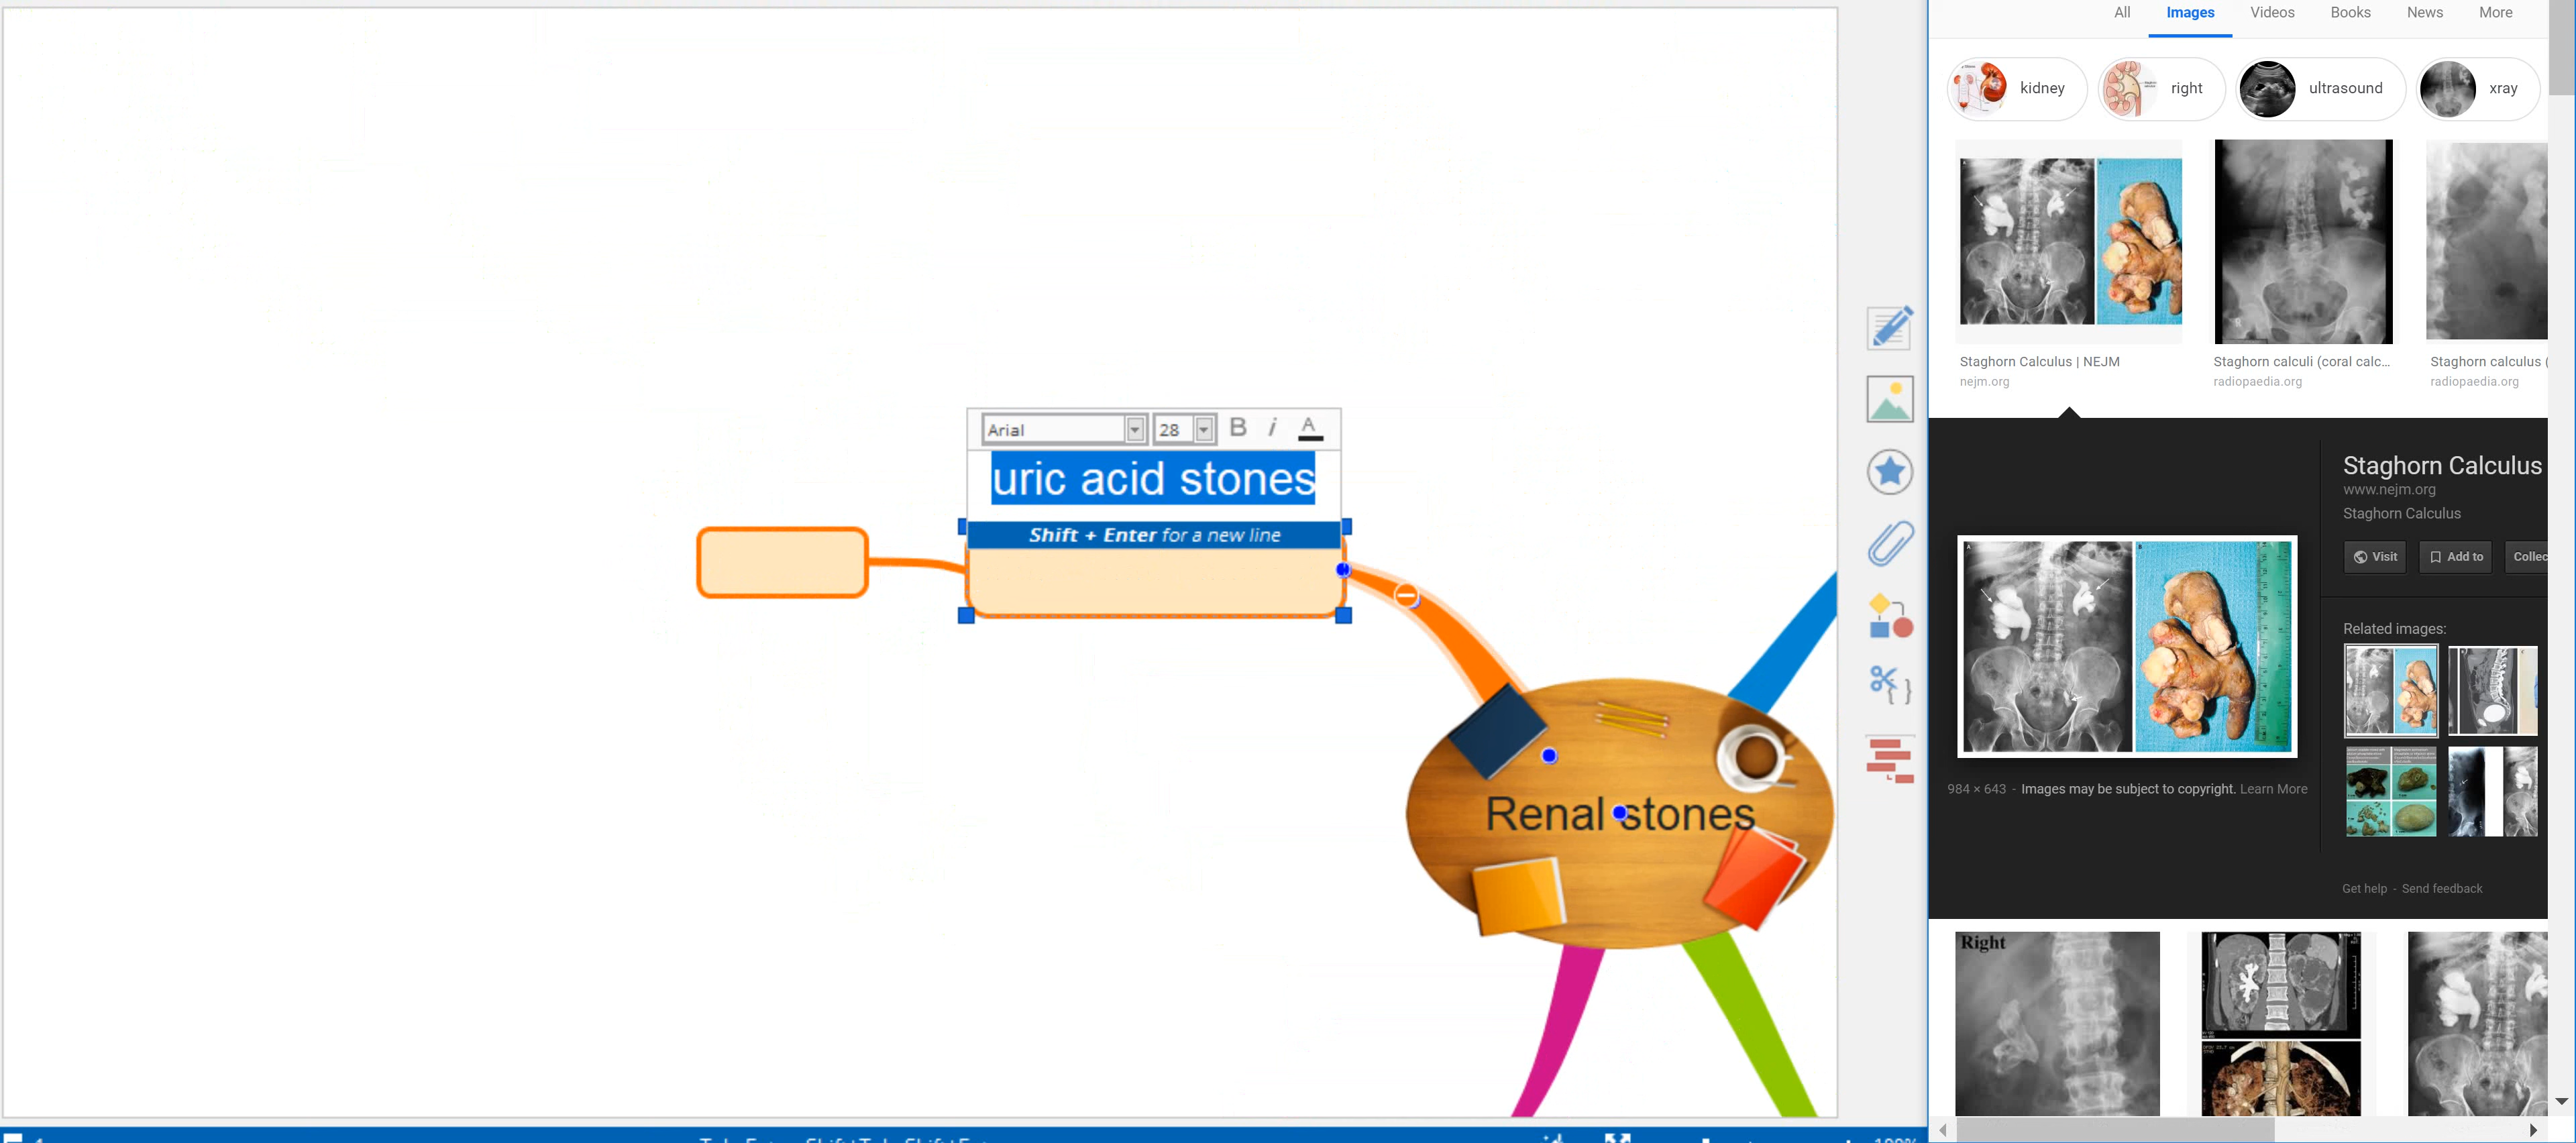 Arial
28
B
i
A
uric acid stones
Shift + Enter for a new line
Renal stones
All
Images
Videos
Books
News
More
kidney
right
ultrasound
xray
Staghorn Calculus | NEJM
nejm.org
Staghorn calculi (coral calc...
radiopaedia.org
Staghorn calculus (
radiopaedia.org
Staghorn Calculus
www.nejm.org
Staghorn Calculus
Visit
Add to
Collec
Related images:
984 × 643 - Images may be subject to copyright. Learn More
Get help - Send feedback
Right